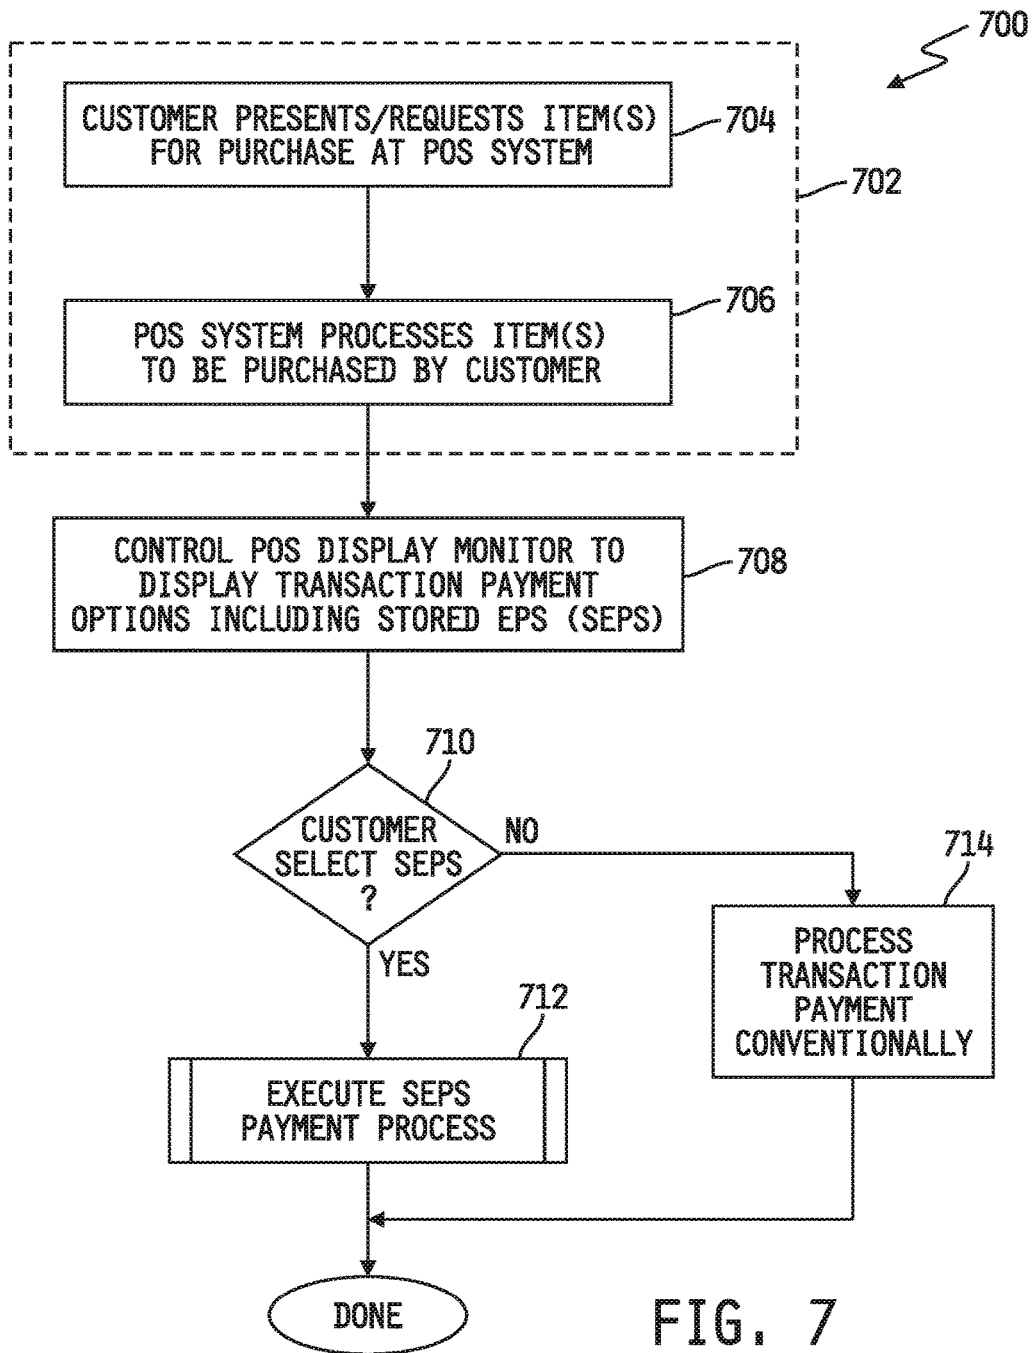 700
CUSTOMER PRESENTS/REQUESTS ITEM(S)
FOR PURCHASE AT POS SYSTEM
704
702
POS SYSTEM PROCESSES ITEM(S)
TO BE PURCHASED BY CUSTOMER
706
CONTROL POS DISPLAY MONITOR TO
DISPLAY TRANSACTION PAYMENT
OPTIONS INCLUDING STORED EPS (SEPS)
708
710
CUSTOMER
SELECT SEPS
?
NO
YES
714
PROCESS
TRANSACTION
PAYMENT
CONVENTIONALLY
712
EXECUTE SEPS
PAYMENT PROCESS
DONE
FIG. 7